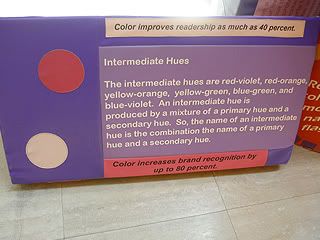 Color improves readership as much as 40 percent.
Intermediate Hues
The intermediate hues are red-violet, red-orange,
yellow-orange, yellow-green, blue-green, and
blue-violet. An intermediate hue is
produced by a mixture of a primary hue and a
secondary hue. So, the name of an intermediate
hue is the combination the name of a primary
hue and a secondary hue.
Color increases brand recognition by
up to 80 percent.